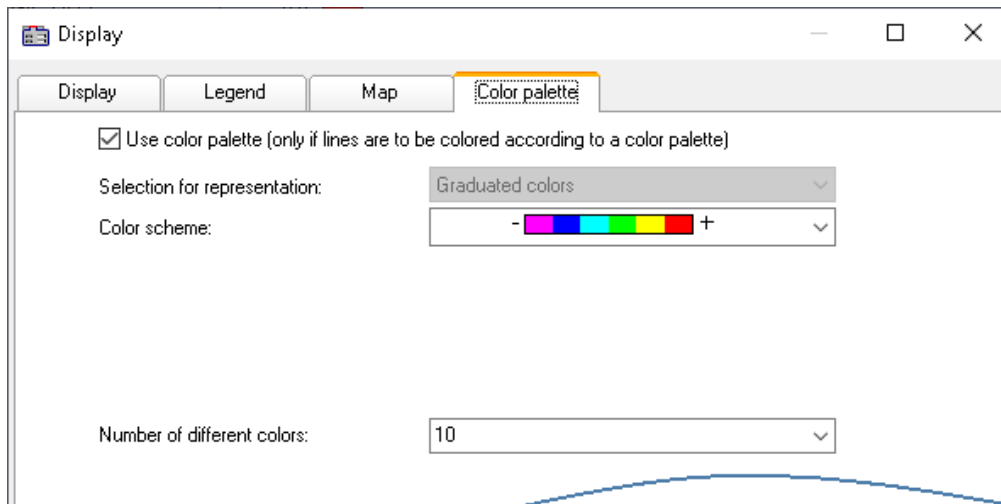 Display
Display Legend Map Color palette
Use color palette (only if lines are to be colored according to a color palette)
Selection for representation: Graduated colors
Color scheme: - +
Number of different colors: 10